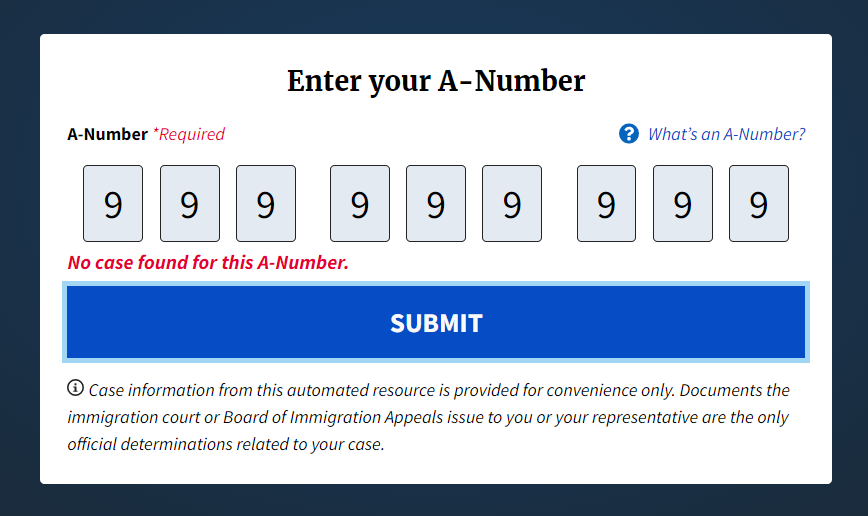 Enter your A-Number
A-Number *Required
What's an A-Number?
9 9 9 9 9 9 9 9 9
No case found for this A-Number.
SUBMIT
Case information from this automated resource is provided for convenience only. Documents the
immigration court or Board of Immigration Appeals issue to you or your representative are the only
official determinations related to your case.